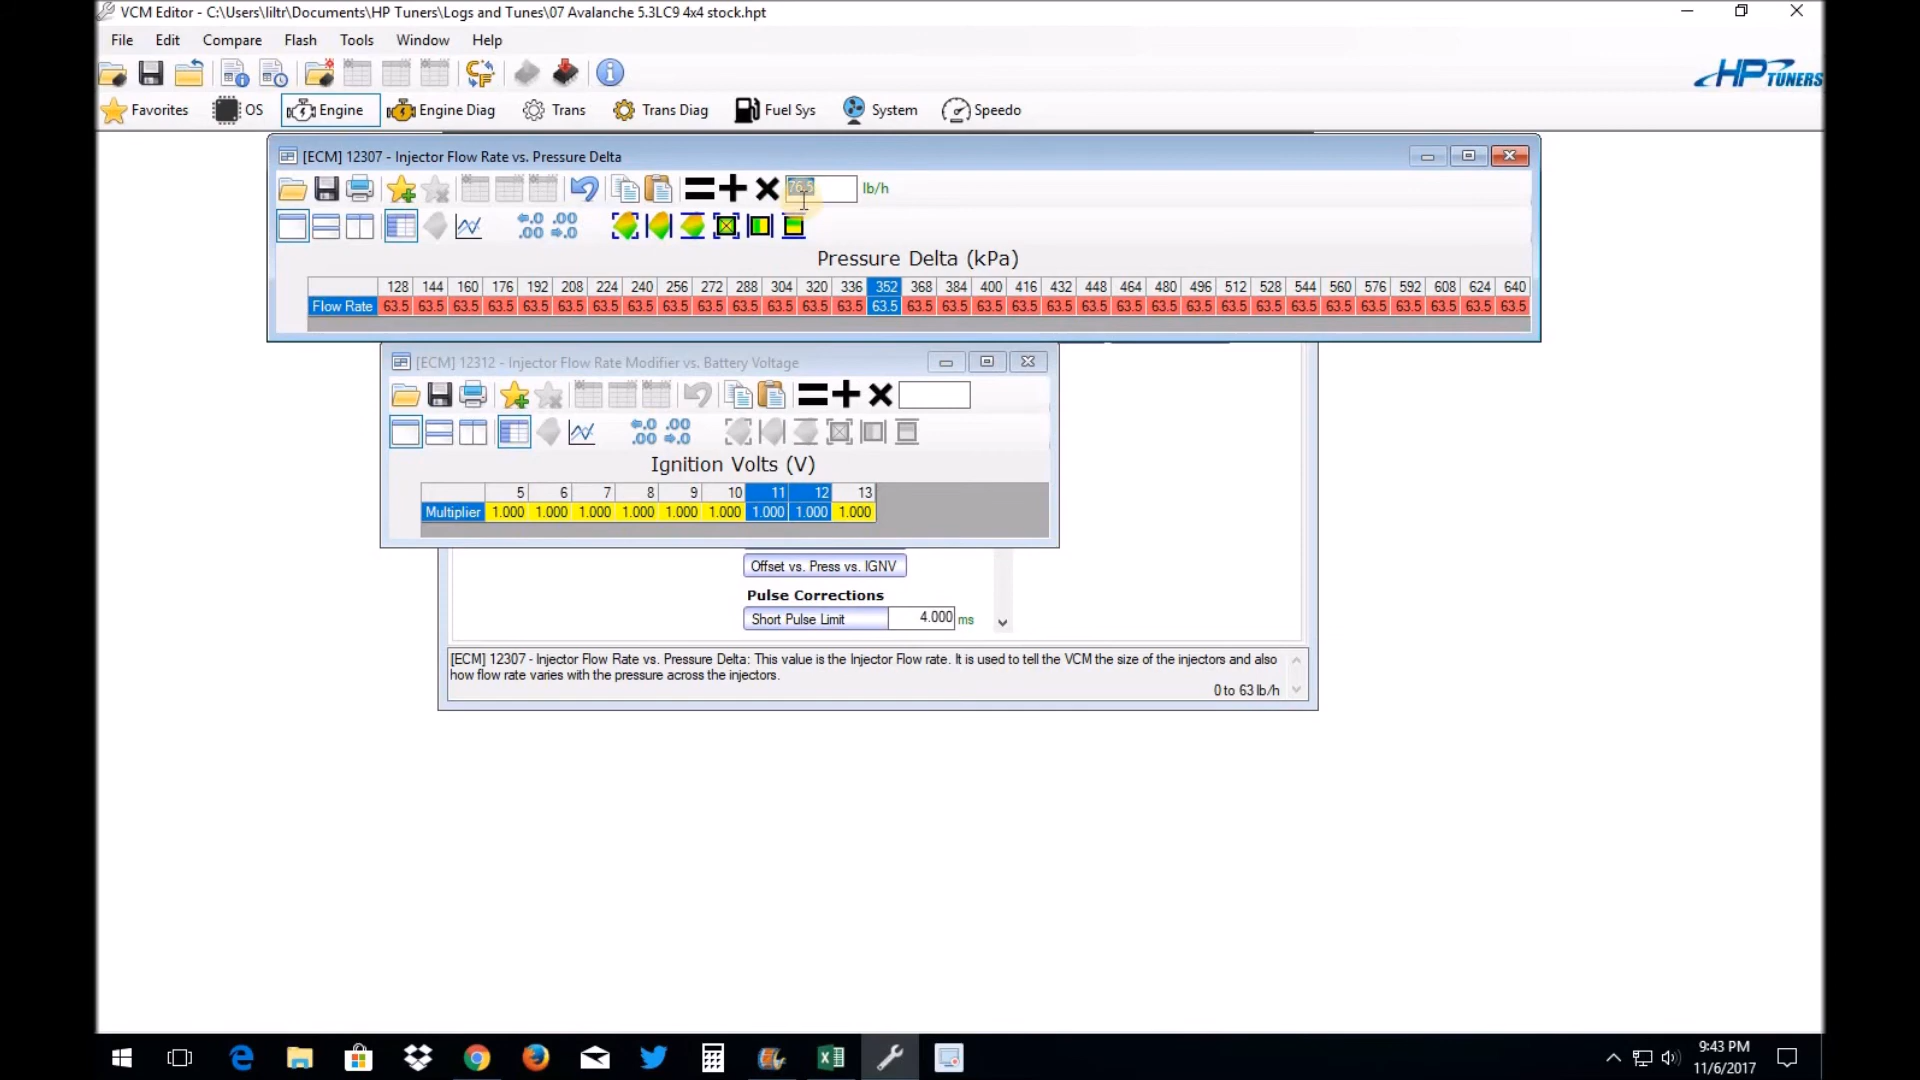 VCM Editor - C:\Users\liltr\Documents\HP Tuners\Logs and Tunes\07 Avalanche 5.3LC9 4x4 stock.hpt
File Edit Compare Flash Tools Window Help
HP TUNERS
Favorites OS Engine Engine Diag Trans Trans Diag Fuel Sys System Speedo
[ECM] 12307 - Injector Flow Rate vs. Pressure Delta
76.5 lb/h
Pressure Delta (kPa)
128 144 160 176 192 208 224 240 256 272 288 304 320 336 352 368 384 400 416 432 448 464 480 496 512 528 544 560 576 592 608 624 640
Flow Rate 63.5 63.5 63.5 63.5 63.5 63.5 63.5 63.5 63.5 63.5 63.5 63.5 63.5 63.5 63.5 63.5 63.5 63.5 63.5 63.5 63.5 63.5 63.5 63.5 63.5 63.5 63.5 63.5 63.5 63.5 63.5 63.5 63.5
[ECM] 12312 - Injector Flow Rate Modifier vs. Battery Voltage
Ignition Volts (V)
5 6 7 8 9 10 11 12 13
Multiplier 1.000 1.000 1.000 1.000 1.000 1.000 1.000 1.000 1.000
Offset vs. Press vs. IGNV
Pulse Corrections
Short Pulse Limit 4.000 ms
[ECM] 12307 - Injector Flow Rate vs. Pressure Delta: This value is the Injector Flow rate. It is used to tell the VCM the size of the injectors and also
how flow rate varies with the pressure across the injectors.
0 to 63 lb/h
9:43 PM
11/6/2017